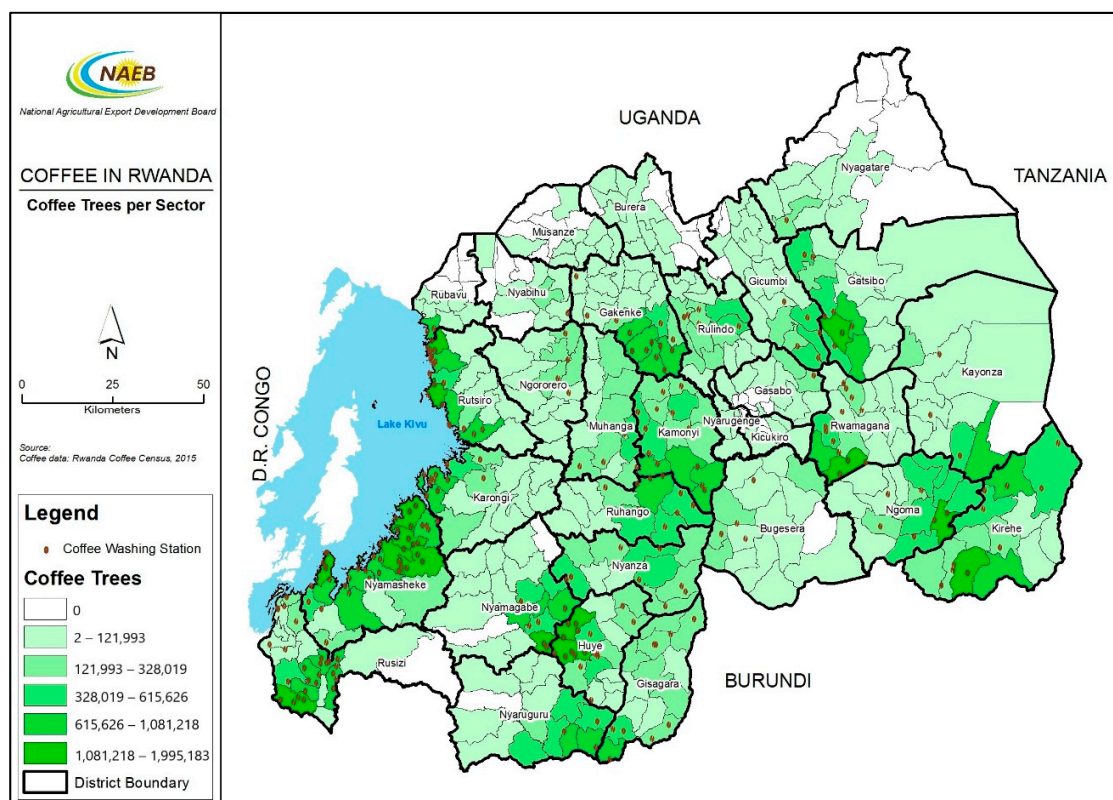 NAEB
National Agricultural Export Development Board
COFFEE IN RWANDA
Coffee Trees per Sector
N
0 25 50
Kilometers
Source:
Coffee data: Rwanda Coffee Census, 2015
Legend
Coffee Washing Station
Coffee Trees
0
2 – 121,993
121,993 – 328,019
328,019 – 615,626
615,626 – 1,081,218
1,081,218 – 1,995,183
District Boundary
UGANDA
TANZANIA
BURUNDI
D.R. CONGO
Lake Kivu
Nyagatare
Burera
Musanze
Rubavu
Nyabihu
Gakenke
Gicumbi
Gatsibo
Rulindo
Kayonza
Ngororero
Rutsiro
Gasabo
Muhanga
Kamonyi
Nyarugenge
Kicukiro
Rwamagana
Karongi
Ruhango
Bugesera
Ngoma
Kirehe
Nyanza
Nyamasheke
Nyamagabe
Huye
Rusizi
Gisagara
Nyaruguru